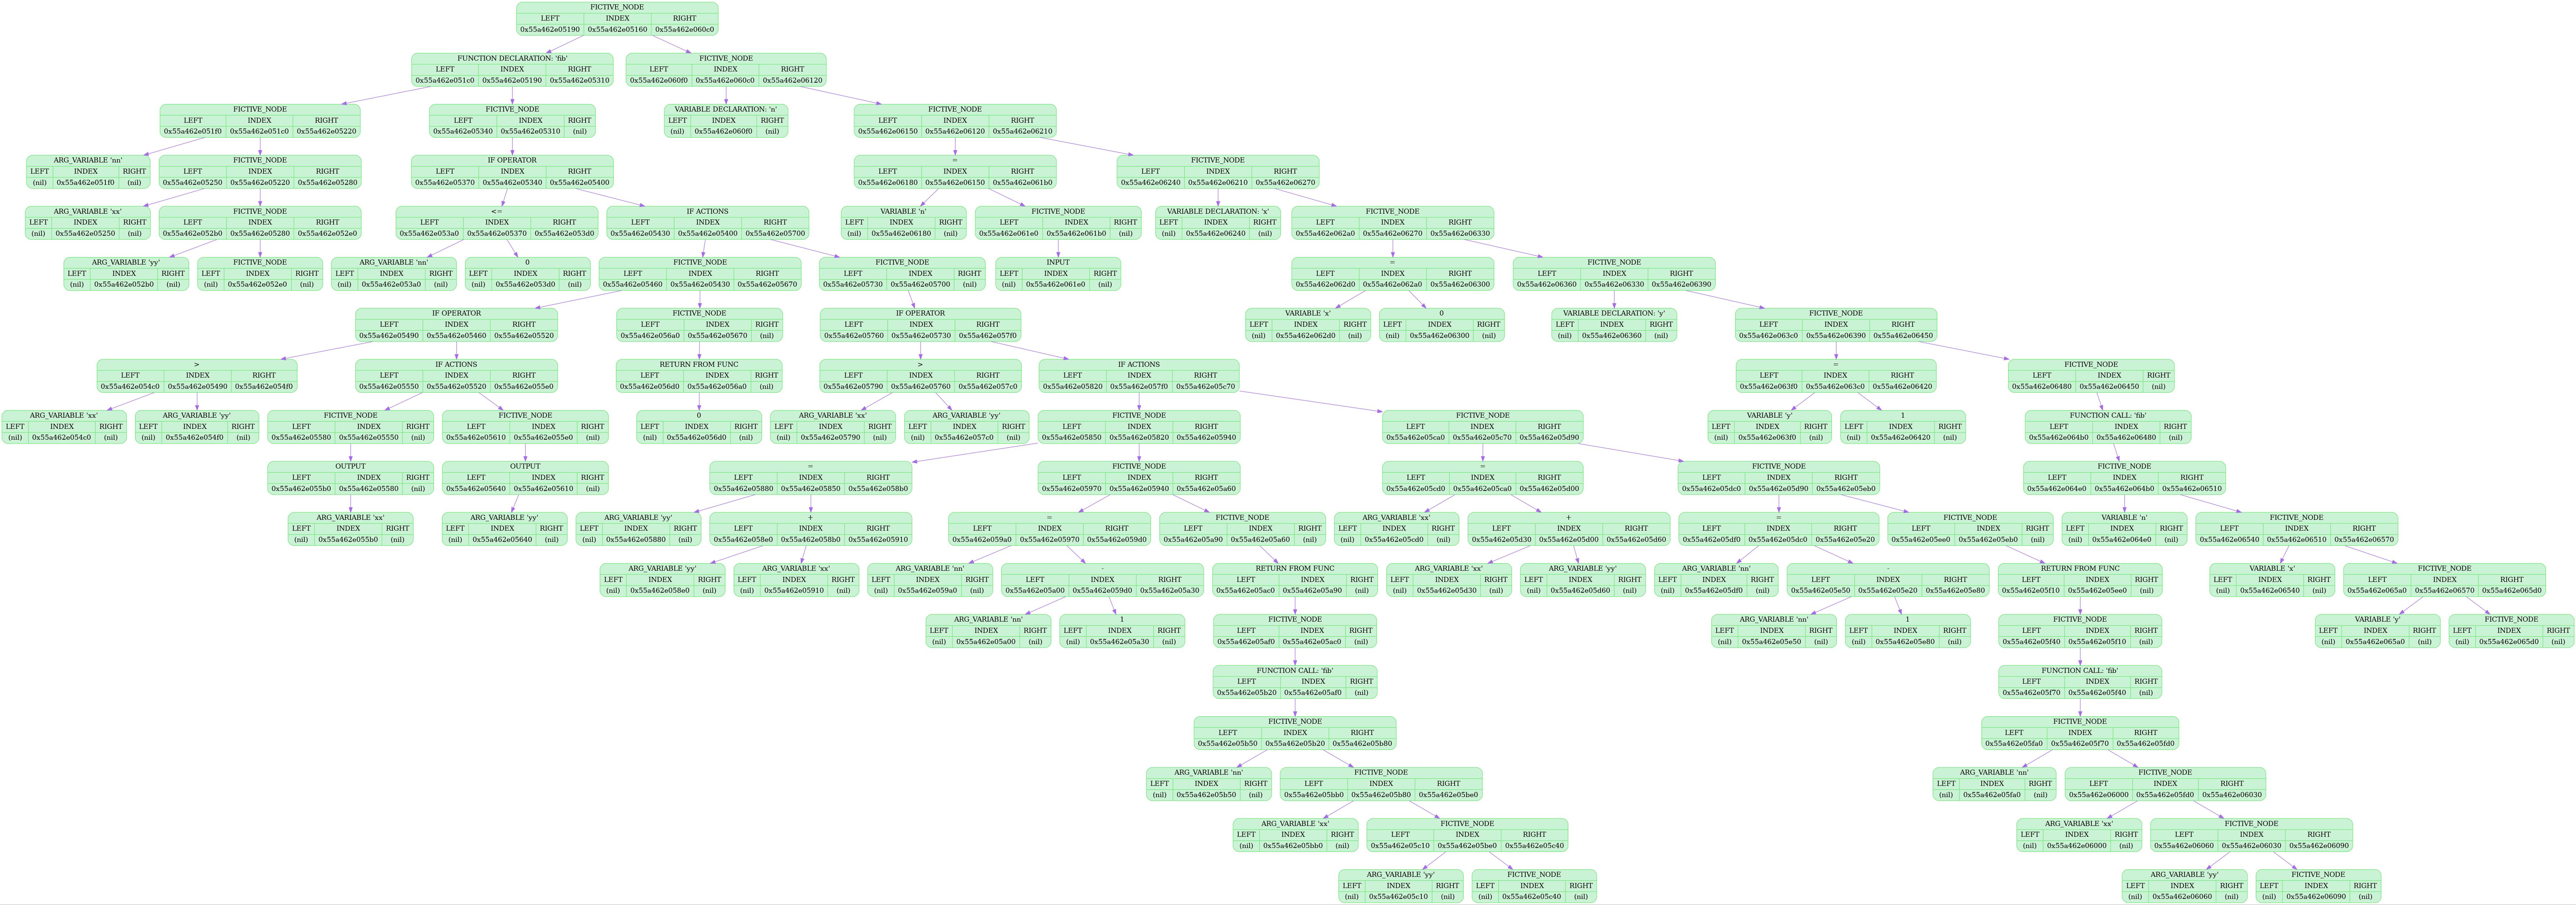 FICTIVE_NODE
LEFT INDEX RIGHT
0x55a462e05190 0x55a462e05160 0x55a462e060c0
FUNCTION DECLARATION: 'fib'
LEFT INDEX RIGHT
0x55a462e051c0 0x55a462e05190 0x55a462e05310
FICTIVE_NODE
LEFT INDEX RIGHT
0x55a462e060f0 0x55a462e060c0 0x55a462e06120
FICTIVE_NODE
LEFT INDEX RIGHT
0x55a462e051f0 0x55a462e051c0 0x55a462e05220
FICTIVE_NODE
LEFT INDEX RIGHT
0x55a462e05340 0x55a462e05310 (nil)
VARIABLE DECLARATION: 'n'
LEFT INDEX RIGHT
(nil) 0x55a462e060f0 (nil)
FICTIVE_NODE
LEFT INDEX RIGHT
0x55a462e06150 0x55a462e06120 0x55a462e06210
ARG_VARIABLE 'nn'
LEFT INDEX RIGHT
(nil) 0x55a462e051f0 (nil)
FICTIVE_NODE
LEFT INDEX RIGHT
0x55a462e05250 0x55a462e05220 0x55a462e05280
IF OPERATOR
LEFT INDEX RIGHT
0x55a462e05370 0x55a462e05340 0x55a462e05400
=
LEFT INDEX RIGHT
0x55a462e06180 0x55a462e06150 0x55a462e061b0
FICTIVE_NODE
LEFT INDEX RIGHT
0x55a462e06240 0x55a462e06210 0x55a462e06270
ARG_VARIABLE 'xx'
LEFT INDEX RIGHT
(nil) 0x55a462e05250 (nil)
FICTIVE_NODE
LEFT INDEX RIGHT
0x55a462e052b0 0x55a462e05280 0x55a462e052e0
<=
LEFT INDEX RIGHT
0x55a462e053a0 0x55a462e05370 0x55a462e053d0
IF ACTIONS
LEFT INDEX RIGHT
0x55a462e05430 0x55a462e05400 0x55a462e05700
VARIABLE 'n'
LEFT INDEX RIGHT
(nil) 0x55a462e06180 (nil)
FICTIVE_NODE
LEFT INDEX RIGHT
0x55a462e061e0 0x55a462e061b0 (nil)
VARIABLE DECLARATION: 'x'
LEFT INDEX RIGHT
(nil) 0x55a462e06240 (nil)
FICTIVE_NODE
LEFT INDEX RIGHT
0x55a462e062a0 0x55a462e06270 0x55a462e06330
ARG_VARIABLE 'yy'
LEFT INDEX RIGHT
(nil) 0x55a462e052b0 (nil)
FICTIVE_NODE
LEFT INDEX RIGHT
(nil) 0x55a462e052e0 (nil)
ARG_VARIABLE 'nn'
LEFT INDEX RIGHT
(nil) 0x55a462e053a0 (nil)
0
LEFT INDEX RIGHT
(nil) 0x55a462e053d0 (nil)
FICTIVE_NODE
LEFT INDEX RIGHT
0x55a462e05460 0x55a462e05430 0x55a462e05670
FICTIVE_NODE
LEFT INDEX RIGHT
0x55a462e05730 0x55a462e05700 (nil)
INPUT
LEFT INDEX RIGHT
(nil) 0x55a462e061e0 (nil)
=
LEFT INDEX RIGHT
0x55a462e062d0 0x55a462e062a0 0x55a462e06300
FICTIVE_NODE
LEFT INDEX RIGHT
0x55a462e06360 0x55a462e06330 0x55a462e06390
IF OPERATOR
LEFT INDEX RIGHT
0x55a462e05490 0x55a462e05460 0x55a462e05520
FICTIVE_NODE
LEFT INDEX RIGHT
0x55a462e056a0 0x55a462e05670 (nil)
IF OPERATOR
LEFT INDEX RIGHT
0x55a462e05760 0x55a462e05730 0x55a462e057f0
VARIABLE 'x'
LEFT INDEX RIGHT
(nil) 0x55a462e062d0 (nil)
0
LEFT INDEX RIGHT
(nil) 0x55a462e06300 (nil)
VARIABLE DECLARATION: 'y'
LEFT INDEX RIGHT
(nil) 0x55a462e06360 (nil)
FICTIVE_NODE
LEFT INDEX RIGHT
0x55a462e063c0 0x55a462e06390 0x55a462e06450
>
LEFT INDEX RIGHT
0x55a462e054c0 0x55a462e05490 0x55a462e054f0
IF ACTIONS
LEFT INDEX RIGHT
0x55a462e05550 0x55a462e05520 0x55a462e055e0
RETURN FROM FUNC
LEFT INDEX RIGHT
0x55a462e056d0 0x55a462e056a0 (nil)
>
LEFT INDEX RIGHT
0x55a462e05790 0x55a462e05760 0x55a462e057c0
IF ACTIONS
LEFT INDEX RIGHT
0x55a462e05820 0x55a462e057f0 0x55a462e05c70
=
LEFT INDEX RIGHT
0x55a462e063f0 0x55a462e063c0 0x55a462e06420
FICTIVE_NODE
LEFT INDEX RIGHT
0x55a462e06480 0x55a462e06450 (nil)
ARG_VARIABLE 'xx'
LEFT INDEX RIGHT
(nil) 0x55a462e054c0 (nil)
ARG_VARIABLE 'yy'
LEFT INDEX RIGHT
(nil) 0x55a462e054f0 (nil)
FICTIVE_NODE
LEFT INDEX RIGHT
0x55a462e05580 0x55a462e05550 (nil)
FICTIVE_NODE
LEFT INDEX RIGHT
0x55a462e05610 0x55a462e055e0 (nil)
0
LEFT INDEX RIGHT
(nil) 0x55a462e056d0 (nil)
ARG_VARIABLE 'xx'
LEFT INDEX RIGHT
(nil) 0x55a462e05790 (nil)
ARG_VARIABLE 'yy'
LEFT INDEX RIGHT
(nil) 0x55a462e057c0 (nil)
FICTIVE_NODE
LEFT INDEX RIGHT
0x55a462e05850 0x55a462e05820 0x55a462e05940
FICTIVE_NODE
LEFT INDEX RIGHT
0x55a462e05ca0 0x55a462e05c70 0x55a462e05d90
VARIABLE 'y'
LEFT INDEX RIGHT
(nil) 0x55a462e063f0 (nil)
1
LEFT INDEX RIGHT
(nil) 0x55a462e06420 (nil)
FUNCTION CALL: 'fib'
LEFT INDEX RIGHT
0x55a462e064b0 0x55a462e06480 (nil)
OUTPUT
LEFT INDEX RIGHT
0x55a462e055b0 0x55a462e05580 (nil)
OUTPUT
LEFT INDEX RIGHT
0x55a462e05640 0x55a462e05610 (nil)
=
LEFT INDEX RIGHT
0x55a462e05880 0x55a462e05850 0x55a462e058b0
FICTIVE_NODE
LEFT INDEX RIGHT
0x55a462e05970 0x55a462e05940 0x55a462e05a60
=
LEFT INDEX RIGHT
0x55a462e05cd0 0x55a462e05ca0 0x55a462e05d00
FICTIVE_NODE
LEFT INDEX RIGHT
0x55a462e05dc0 0x55a462e05d90 0x55a462e05eb0
FICTIVE_NODE
LEFT INDEX RIGHT
0x55a462e064e0 0x55a462e064b0 0x55a462e06510
ARG_VARIABLE 'xx'
LEFT INDEX RIGHT
(nil) 0x55a462e055b0 (nil)
ARG_VARIABLE 'yy'
LEFT INDEX RIGHT
(nil) 0x55a462e05640 (nil)
ARG_VARIABLE 'yy'
LEFT INDEX RIGHT
(nil) 0x55a462e05880 (nil)
+
LEFT INDEX RIGHT
0x55a462e058e0 0x55a462e058b0 0x55a462e05910
=
LEFT INDEX RIGHT
0x55a462e059a0 0x55a462e05970 0x55a462e059d0
FICTIVE_NODE
LEFT INDEX RIGHT
0x55a462e05a90 0x55a462e05a60 (nil)
ARG_VARIABLE 'xx'
LEFT INDEX RIGHT
(nil) 0x55a462e05cd0 (nil)
+
LEFT INDEX RIGHT
0x55a462e05d30 0x55a462e05d00 0x55a462e05d60
=
LEFT INDEX RIGHT
0x55a462e05df0 0x55a462e05dc0 0x55a462e05e20
FICTIVE_NODE
LEFT INDEX RIGHT
0x55a462e05ee0 0x55a462e05eb0 (nil)
VARIABLE 'n'
LEFT INDEX RIGHT
(nil) 0x55a462e064e0 (nil)
FICTIVE_NODE
LEFT INDEX RIGHT
0x55a462e06540 0x55a462e06510 0x55a462e06570
ARG_VARIABLE 'yy'
LEFT INDEX RIGHT
(nil) 0x55a462e058e0 (nil)
ARG_VARIABLE 'xx'
LEFT INDEX RIGHT
(nil) 0x55a462e05910 (nil)
ARG_VARIABLE 'nn'
LEFT INDEX RIGHT
(nil) 0x55a462e059a0 (nil)
-
LEFT INDEX RIGHT
0x55a462e05a00 0x55a462e059d0 0x55a462e05a30
RETURN FROM FUNC
LEFT INDEX RIGHT
0x55a462e05ac0 0x55a462e05a90 (nil)
ARG_VARIABLE 'xx'
LEFT INDEX RIGHT
(nil) 0x55a462e05d30 (nil)
ARG_VARIABLE 'yy'
LEFT INDEX RIGHT
(nil) 0x55a462e05d60 (nil)
ARG_VARIABLE 'nn'
LEFT INDEX RIGHT
(nil) 0x55a462e05df0 (nil)
-
LEFT INDEX RIGHT
0x55a462e05e50 0x55a462e05e20 0x55a462e05e80
RETURN FROM FUNC
LEFT INDEX RIGHT
0x55a462e05f10 0x55a462e05ee0 (nil)
VARIABLE 'x'
LEFT INDEX RIGHT
(nil) 0x55a462e06540 (nil)
FICTIVE_NODE
LEFT INDEX RIGHT
0x55a462e065a0 0x55a462e06570 0x55a462e065d0
ARG_VARIABLE 'nn'
LEFT INDEX RIGHT
(nil) 0x55a462e05a00 (nil)
1
LEFT INDEX RIGHT
(nil) 0x55a462e05a30 (nil)
FICTIVE_NODE
LEFT INDEX RIGHT
0x55a462e05af0 0x55a462e05ac0 (nil)
ARG_VARIABLE 'nn'
LEFT INDEX RIGHT
(nil) 0x55a462e05e50 (nil)
1
LEFT INDEX RIGHT
(nil) 0x55a462e05e80 (nil)
FICTIVE_NODE
LEFT INDEX RIGHT
0x55a462e05f40 0x55a462e05f10 (nil)
VARIABLE 'y'
LEFT INDEX RIGHT
(nil) 0x55a462e065a0 (nil)
FICTIVE_NODE
LEFT INDEX RIGHT
(nil) 0x55a462e065d0 (nil)
FUNCTION CALL: 'fib'
LEFT INDEX RIGHT
0x55a462e05b20 0x55a462e05af0 (nil)
FUNCTION CALL: 'fib'
LEFT INDEX RIGHT
0x55a462e05f70 0x55a462e05f40 (nil)
FICTIVE_NODE
LEFT INDEX RIGHT
0x55a462e05b50 0x55a462e05b20 0x55a462e05b80
FICTIVE_NODE
LEFT INDEX RIGHT
0x55a462e05fa0 0x55a462e05f70 0x55a462e05fd0
ARG_VARIABLE 'nn'
LEFT INDEX RIGHT
(nil) 0x55a462e05b50 (nil)
FICTIVE_NODE
LEFT INDEX RIGHT
0x55a462e05bb0 0x55a462e05b80 0x55a462e05be0
ARG_VARIABLE 'nn'
LEFT INDEX RIGHT
(nil) 0x55a462e05fa0 (nil)
FICTIVE_NODE
LEFT INDEX RIGHT
0x55a462e06000 0x55a462e05fd0 0x55a462e06030
ARG_VARIABLE 'xx'
LEFT INDEX RIGHT
(nil) 0x55a462e05bb0 (nil)
FICTIVE_NODE
LEFT INDEX RIGHT
0x55a462e05c10 0x55a462e05be0 0x55a462e05c40
ARG_VARIABLE 'xx'
LEFT INDEX RIGHT
(nil) 0x55a462e06000 (nil)
FICTIVE_NODE
LEFT INDEX RIGHT
0x55a462e06060 0x55a462e06030 0x55a462e06090
ARG_VARIABLE 'yy'
LEFT INDEX RIGHT
(nil) 0x55a462e05c10 (nil)
FICTIVE_NODE
LEFT INDEX RIGHT
(nil) 0x55a462e05c40 (nil)
ARG_VARIABLE 'yy'
LEFT INDEX RIGHT
(nil) 0x55a462e06060 (nil)
FICTIVE_NODE
LEFT INDEX RIGHT
(nil) 0x55a462e06090 (nil)